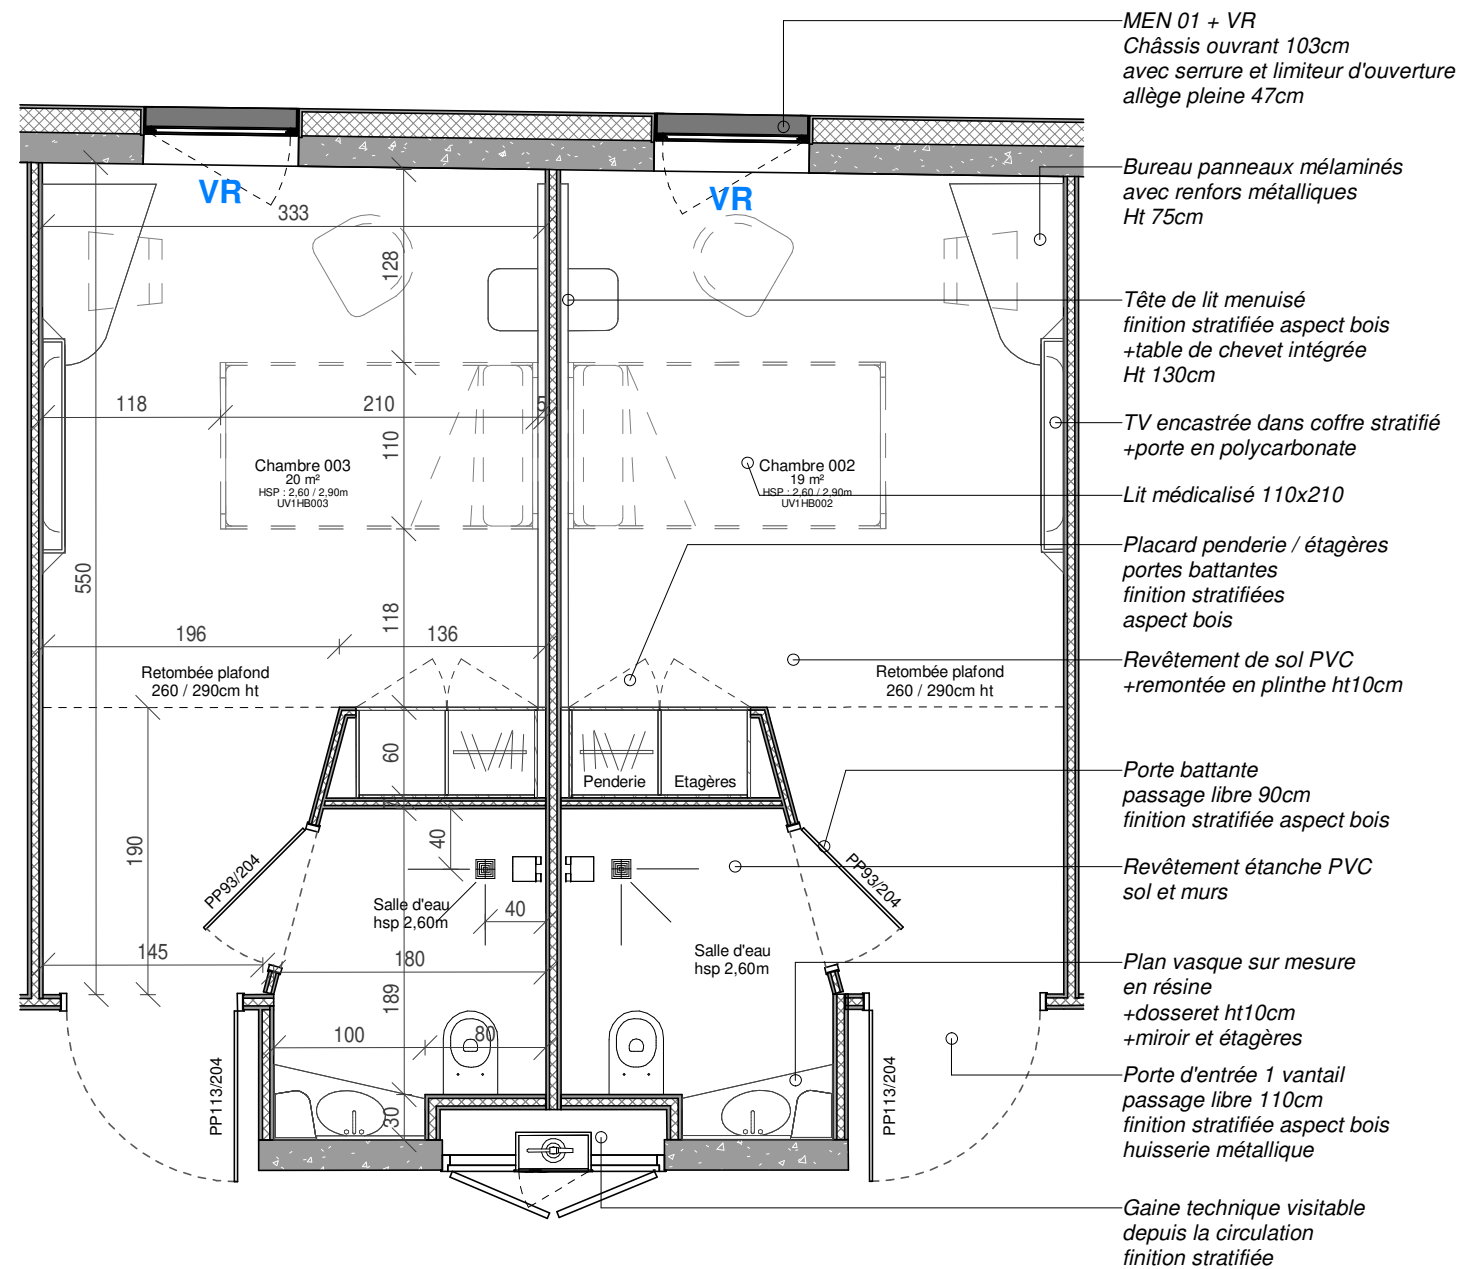 MEN 01 + VR
Châssis ouvrant 103cm
avec serrure et limiteur d'ouverture
allège pleine 47cm
Bureau panneaux mélaminés
avec renfors métalliques
Ht 75cm
Tête de lit menuisé
finition stratifiée aspect bois
+table de chevet intégrée
Ht 130cm
TV encastrée dans coffre stratifié
+porte en polycarbonate
Lit médicalisé 110x210
Placard penderie / étagères
portes battantes
finition stratifiées
aspect bois
Revêtement de sol PVC
+remontée en plinthe ht10cm
Porte battante
passage libre 90cm
finition stratifiée aspect bois
Revêtement étanche PVC
sol et murs
Plan vasque sur mesure
en résine
+dosseret ht10cm
+miroir et étagères
Porte d'entrée 1 vantail
passage libre 110cm
finition stratifiée aspect bois
huisserie métallique
Gaine technique visitable
depuis la circulation
finition stratifiée
VR
VR
333
128
118
210
5
110
Chambre 003
20 m²
HSP : 2,60 / 2,90m
UV1HB003
Chambre 002
19 m²
HSP : 2,60 / 2,90m
UV1HB002
550
118
196
136
Retombée plafond
260 / 290cm ht
Retombée plafond
260 / 290cm ht
60
Penderie
Etagères
190
40
PP93/204
PP93/204
Salle d'eau
hsp 2,60m
40
Salle d'eau
hsp 2,60m
145
180
189
100
80
30
PP113/204
PP113/204